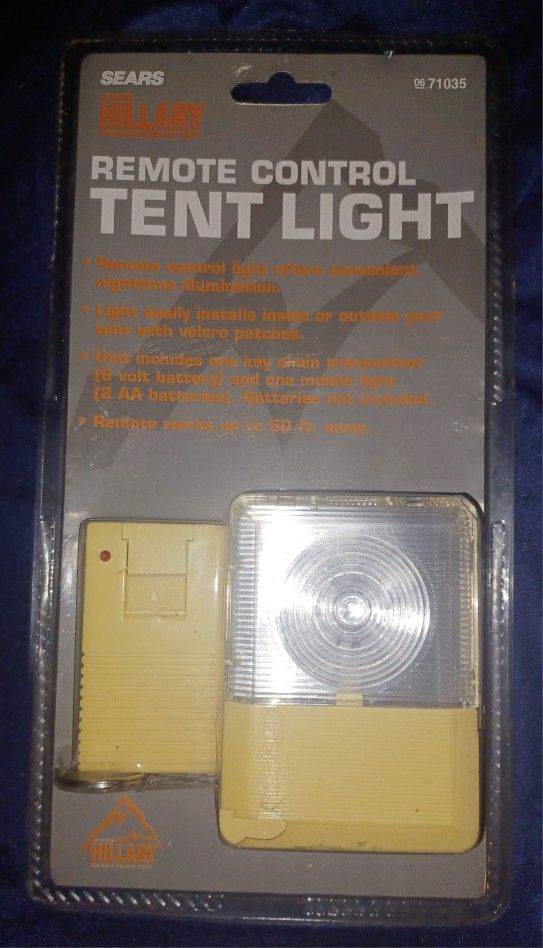 SEARS
06 71035
HILLARY
REMOTE CONTROL
TENT LIGHT
• Remote control light offers convenient
nighttime illumination.
• Light easily installs inside or outside your
tent with velcro patches.
• Unit includes one key chain transmitter
(6 volt battery) and one mobile light
(2 AA batteries). Batteries not included.
• Remote works up to 50 ft. away.
HILLARY